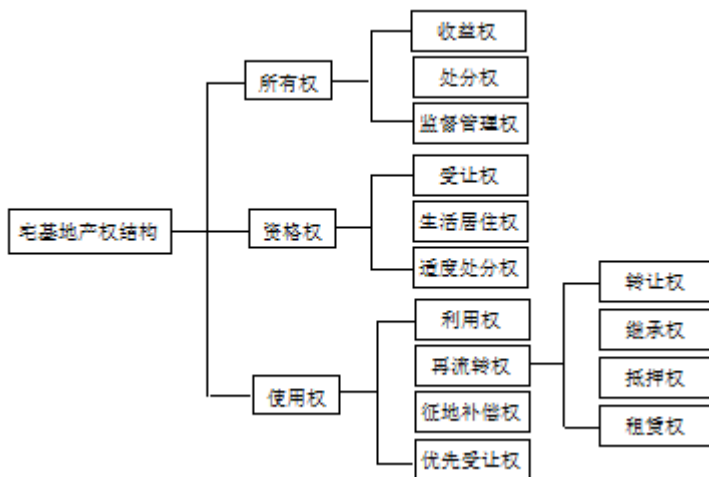 宅基地产权结构
所有权
收益权
处分权
监督管理权
资格权
受让权
生活居住权
适度处分权
使用权
利用权
再流转权
转让权
继承权
抵押权
租赁权
征地补偿权
优先受让权